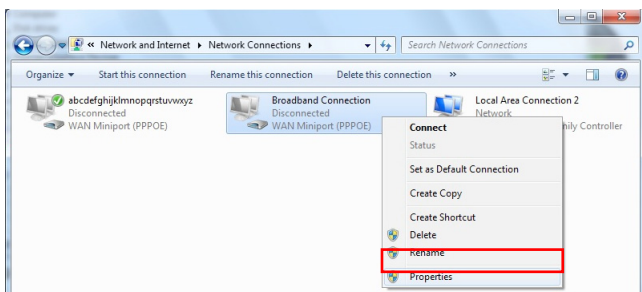 « Network and Internet ▸ Network Connections ▸
Search Network Connections
Organize ▾ Start this connection Rename this connection Delete this connection »
abcdefghijklmnopqrstuvwxyz
Disconnected
WAN Miniport (PPPOE)
Broadband Connection
Disconnected
WAN Miniport (PPPOE)
Local Area Connection 2
Network
hily Controller
Connect
Status
Set as Default Connection
Create Copy
Create Shortcut
Delete
Rename
Properties